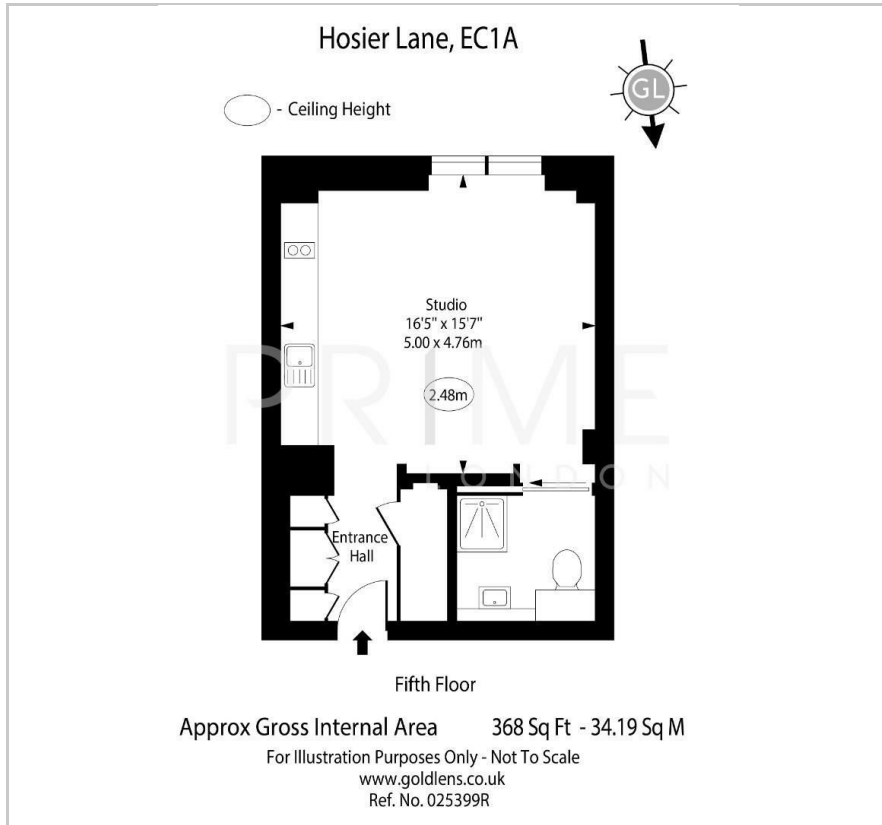 Hosier Lane, EC1A
GL
- Ceiling Height
Studio
16'5" x 15'7"
5.00 x 4.76m
PRIME
2.48m
LONDON
Entrance
Hall
Fifth Floor
Approx Gross Internal Area 368 Sq Ft - 34.19 Sq M
For Illustration Purposes Only - Not To Scale
www.goldlens.co.uk
Ref. No. 025399R